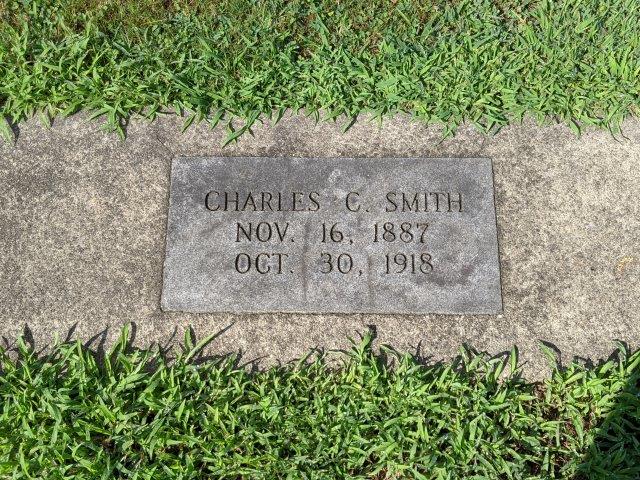 CHARLES C. SMITH
NOV. 16, 1887
OCT. 30, 1918